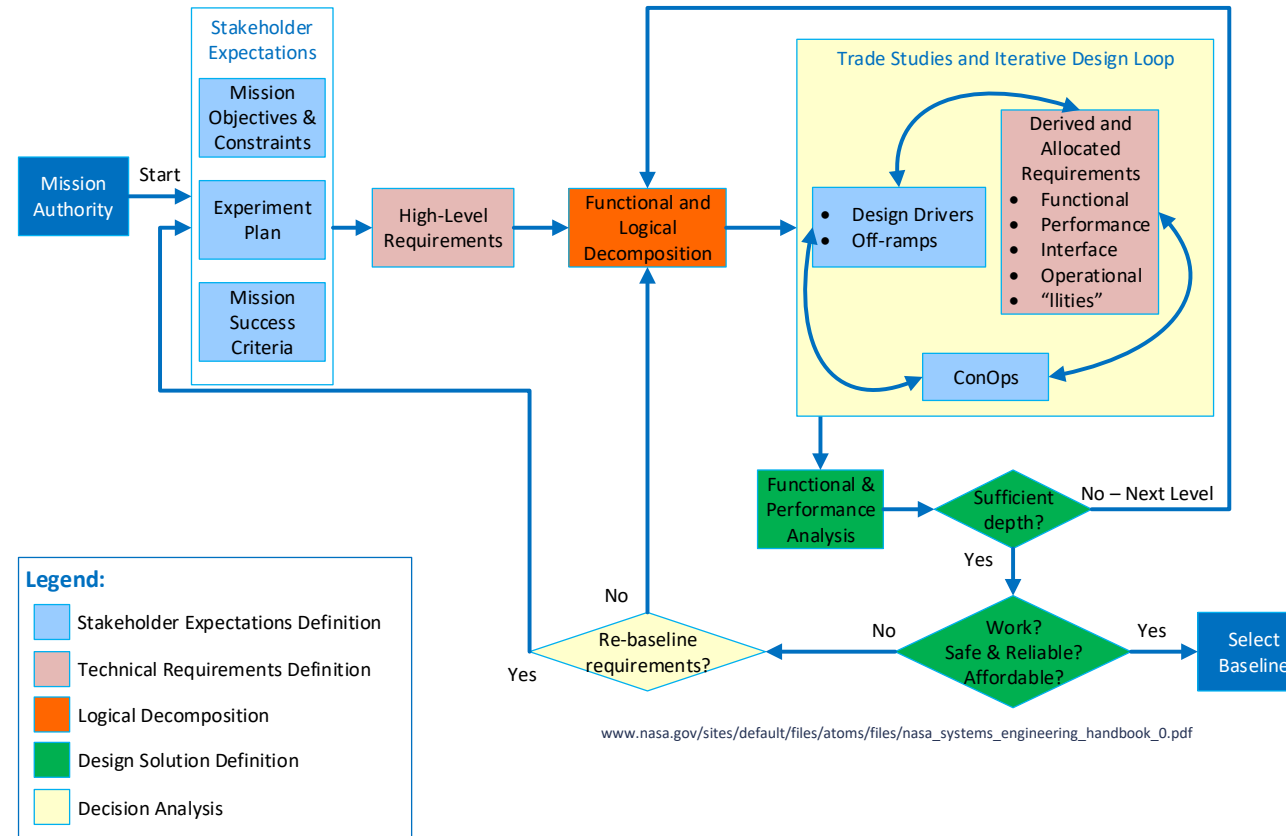 Stakeholder
Expectations
Mission
Objectives &
Constraints
Mission
Authority
Start
Experiment
Plan
Mission
Success
Criteria
High-Level
Requirements
Functional and
Logical
Decomposition
Trade Studies and Iterative Design Loop
• Design Drivers
• Off-ramps
Derived and
Allocated
Requirements
• Functional
• Performance
• Interface
• Operational
• “llities”
ConOps
Functional &
Performance
Analysis
Sufficient
depth?
No – Next Level
Yes
Work?
Safe & Reliable?
Affordable?
Yes
Select
Baseline
No
Re-baseline
requirements?
No
Yes
www.nasa.gov/sites/default/files/atoms/files/nasa_systems_engineering_handbook_0.pdf
Legend:
Stakeholder Expectations Definition
Technical Requirements Definition
Logical Decomposition
Design Solution Definition
Decision Analysis